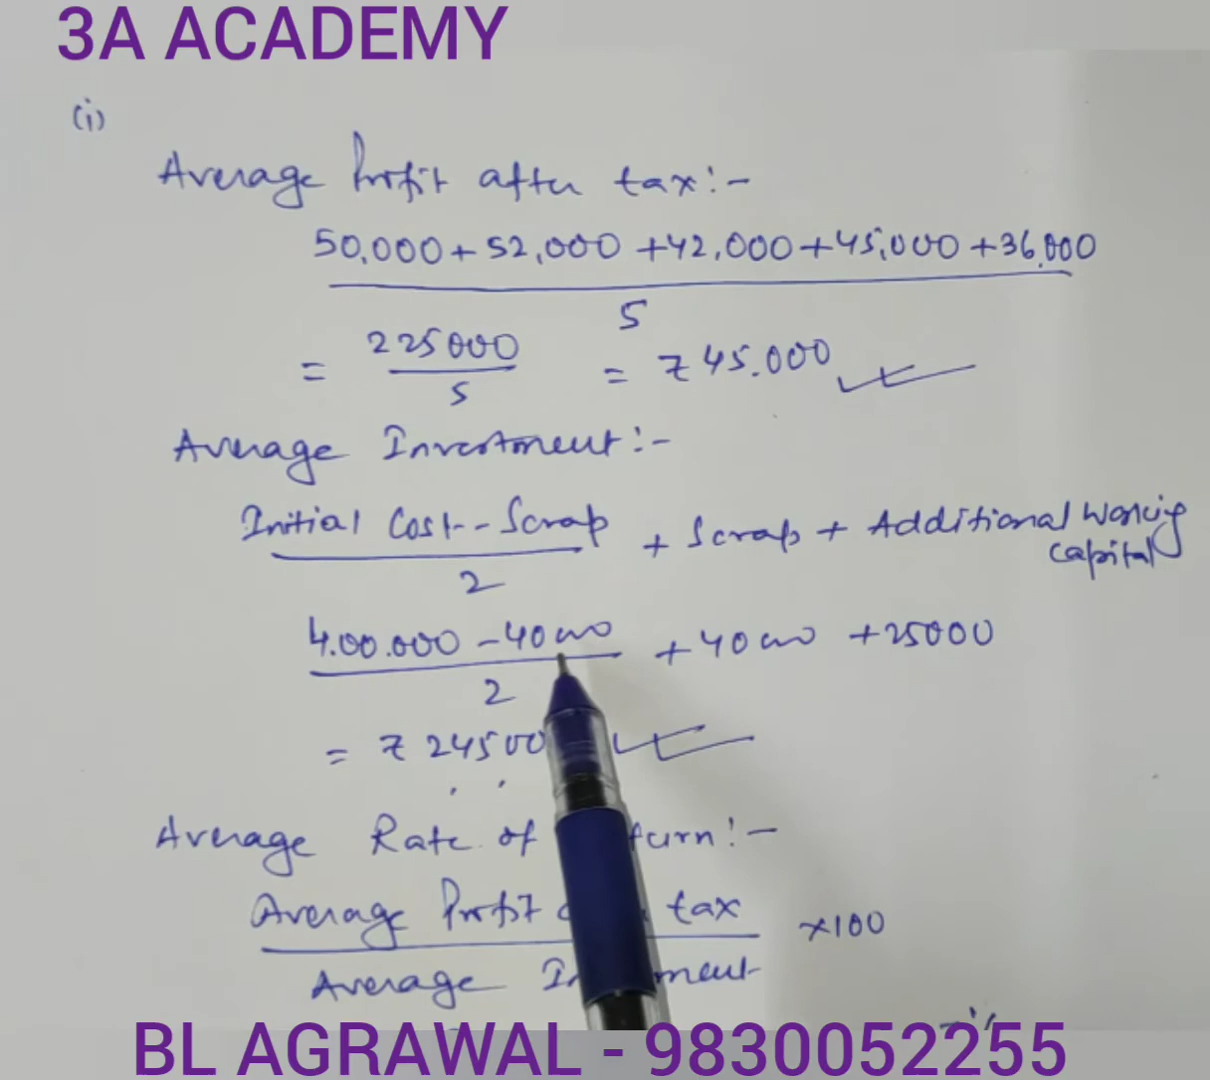 3A ACADEMY
(i)
Average Profit after tax:-
50,000 + 52,000 + 42,000 + 45,000 + 36,000
5
= 225000
5
= ₹ 45.000
Average Investment:-
Initial Cost - Scrap
2
+ Scrap + Additional Working Capital
4.00.000 - 40000
2
+ 40000 + 25000
= ₹ 24500
Average Rate of turn:-
Average Profit tax
Average ment
×100
BL AGRAWAL - 9830052255